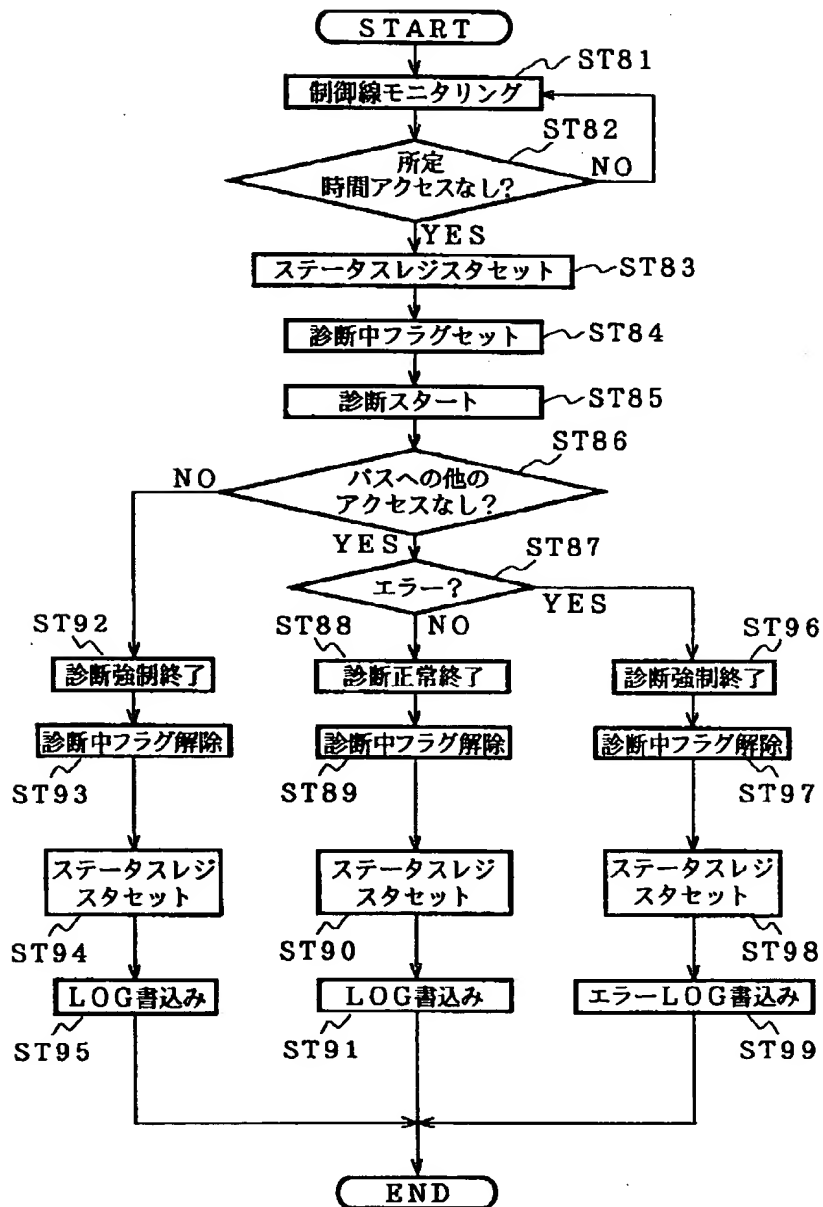 START
ST81
制御線モニタリング
ST82
所定
時間アクセスなし?
NO
YES
ステータスレジスタセット
ST83
診断中フラグセット
ST84
診断スタート
ST85
ST86
NO
バスへの他の
アクセスなし?
YES
ST87
エラー?
YES
ST92
ST88
NO
ST96
診断強制終了
診断正常終了
診断強制終了
診断中フラグ解除
診断中フラグ解除
診断中フラグ解除
ST93
ST89
ST97
ステータスレジ
スタセット
ステータスレジ
スタセット
ステータスレジ
スタセット
ST94
ST90
ST98
LOG書込み
LOG書込み
エラーLOG書込み
ST95
ST91
ST99
END